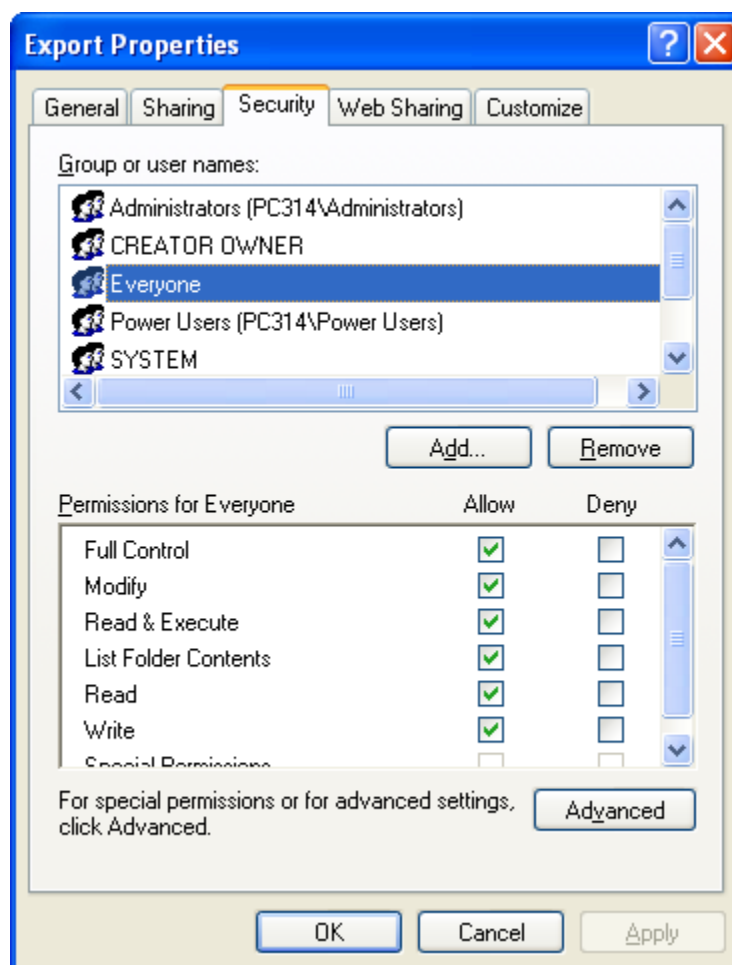 Export Properties
General Sharing Security Web Sharing Customize
Group or user names:
Administrators (PC314\Administrators)
CREATOR OWNER
Everyone
Power Users (PC314\Power Users)
SYSTEM
Add... Remove
Permissions for Everyone Allow Deny
Full Control
Modify
Read & Execute
List Folder Contents
Read
Write
Special Permissions
For special permissions or for advanced settings,
click Advanced.
Advanced
OK Cancel Apply